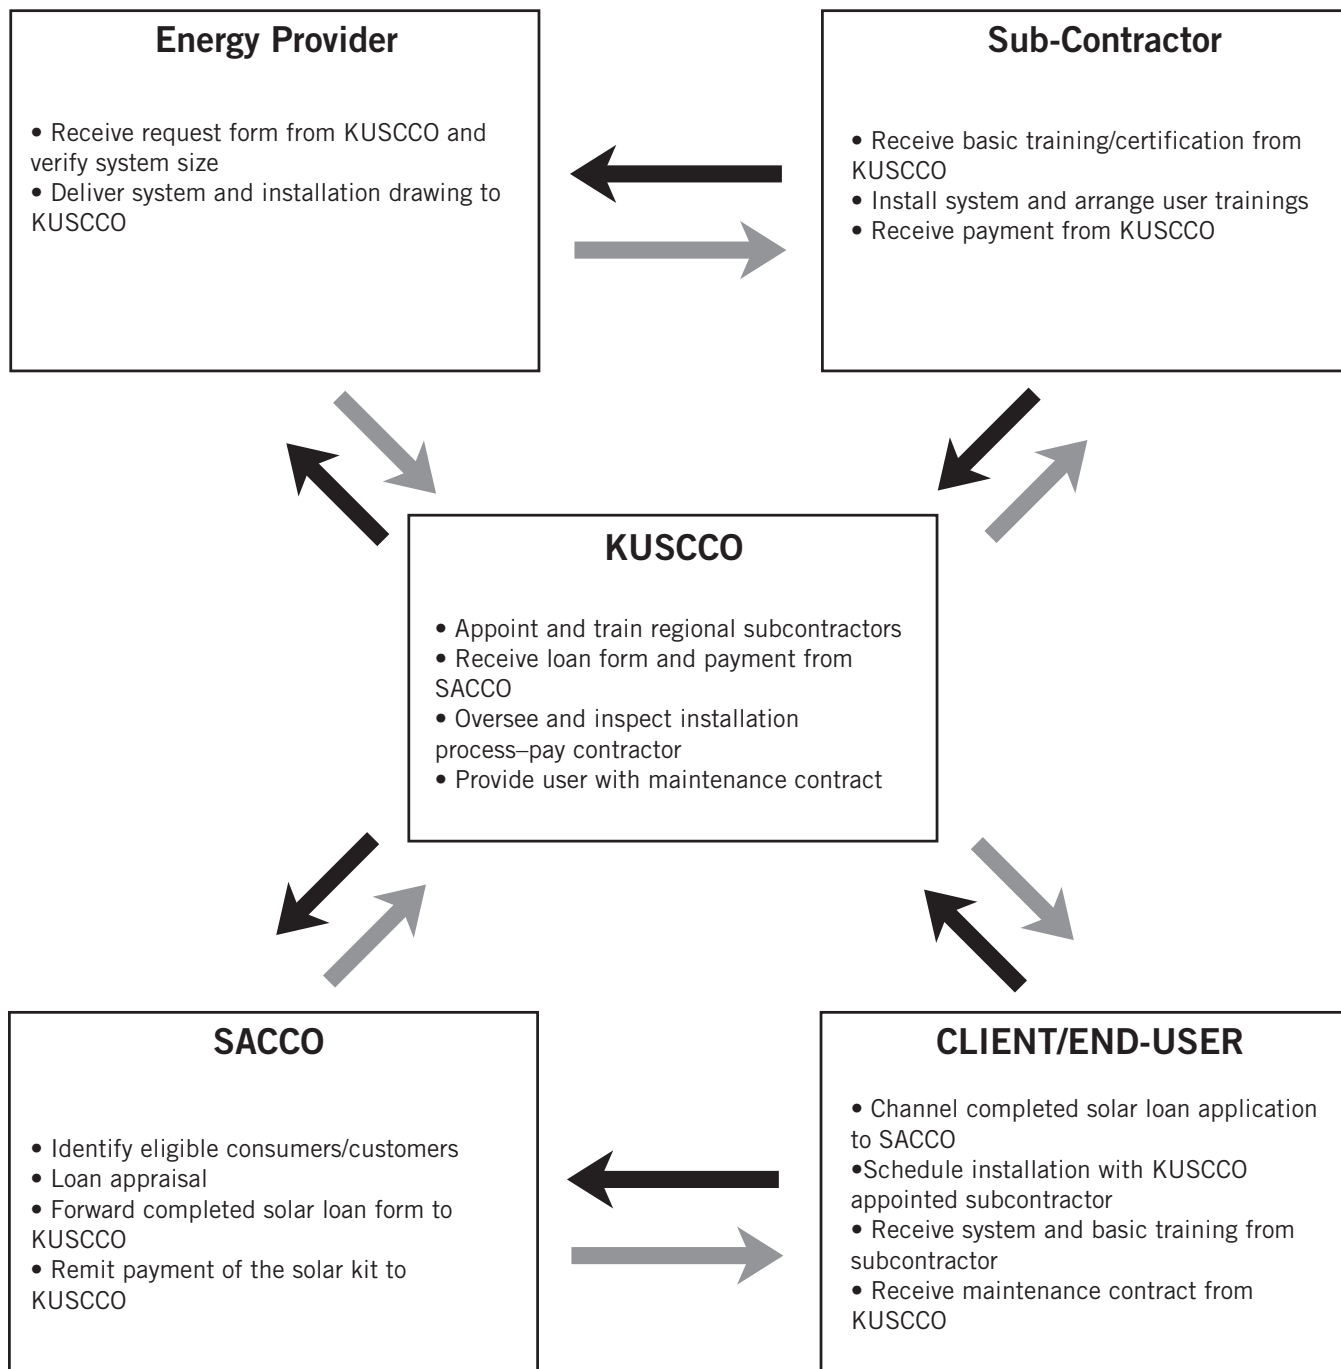 Energy Provider
• Receive request form from KUSCCO and
verify system size
• Deliver system and installation drawing to
KUSCCO
Sub-Contractor
• Receive basic training/certification from
KUSCCO
• Install system and arrange user trainings
• Receive payment from KUSCCO
KUSCCO
• Appoint and train regional subcontractors
• Receive loan form and payment from
SACCO
• Oversee and inspect installation
process–pay contractor
• Provide user with maintenance contract
SACCO
• Identify eligible consumers/customers
• Loan appraisal
• Forward completed solar loan form to
KUSCCO
• Remit payment of the solar kit to
KUSCCO
CLIENT/END-USER
• Channel completed solar loan application
to SACCO
•Schedule installation with KUSCCO
appointed subcontractor
• Receive system and basic training from
subcontractor
• Receive maintenance contract from
KUSCCO